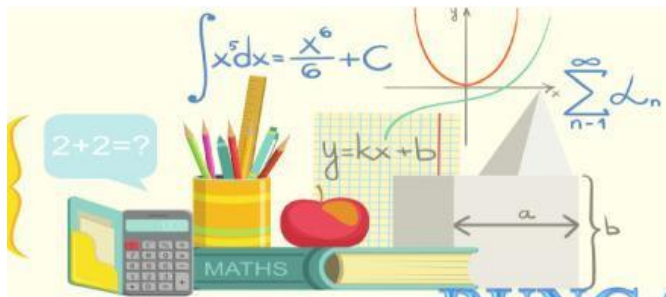 ∫x⁵dx = x⁶/6 + C
y
x
∞
∑ αₙ
n-1
2+2=?
y=kx+b
a
b
MATHS